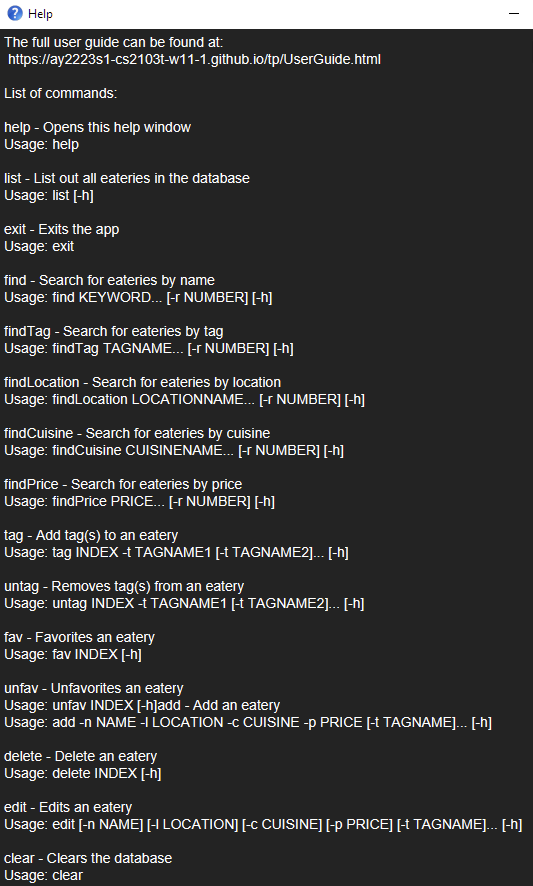 Help
The full user guide can be found at:
https://ay2223s1-cs2103t-w11-1.github.io/tp/UserGuide.html
List of commands:
help - Opens this help window
Usage: help
list - List out all eateries in the database
Usage: list [-h]
exit - Exits the app
Usage: exit
find - Search for eateries by name
Usage: find KEYWORD... [-r NUMBER] [-h]
findTag - Search for eateries by tag
Usage: findTag TAGNAME... [-r NUMBER] [-h]
findLocation - Search for eateries by location
Usage: findLocation LOCATIONNAME... [-r NUMBER] [-h]
findCuisine - Search for eateries by cuisine
Usage: findCuisine CUISINENAME... [-r NUMBER] [-h]
findPrice - Search for eateries by price
Usage: findPrice PRICE... [-r NUMBER] [-h]
tag - Add tag(s) to an eatery
Usage: tag INDEX -t TAGNAME1 [-t TAGNAME2]... [-h]
untag - Removes tag(s) from an eatery
Usage: untag INDEX -t TAGNAME1 [-t TAGNAME2]... [-h]
fav - Favorites an eatery
Usage: fav INDEX [-h]
unfav - Unfavorites an eatery
Usage: unfav INDEX [-h]add - Add an eatery
Usage: add -n NAME -l LOCATION -c CUISINE -p PRICE [-t TAGNAME]... [-h]
delete - Delete an eatery
Usage: delete INDEX [-h]
edit - Edits an eatery
Usage: edit [-n NAME] [-l LOCATION] [-c CUISINE] [-p PRICE] [-t TAGNAME]... [-h]
clear - Clears the database
Usage: clear